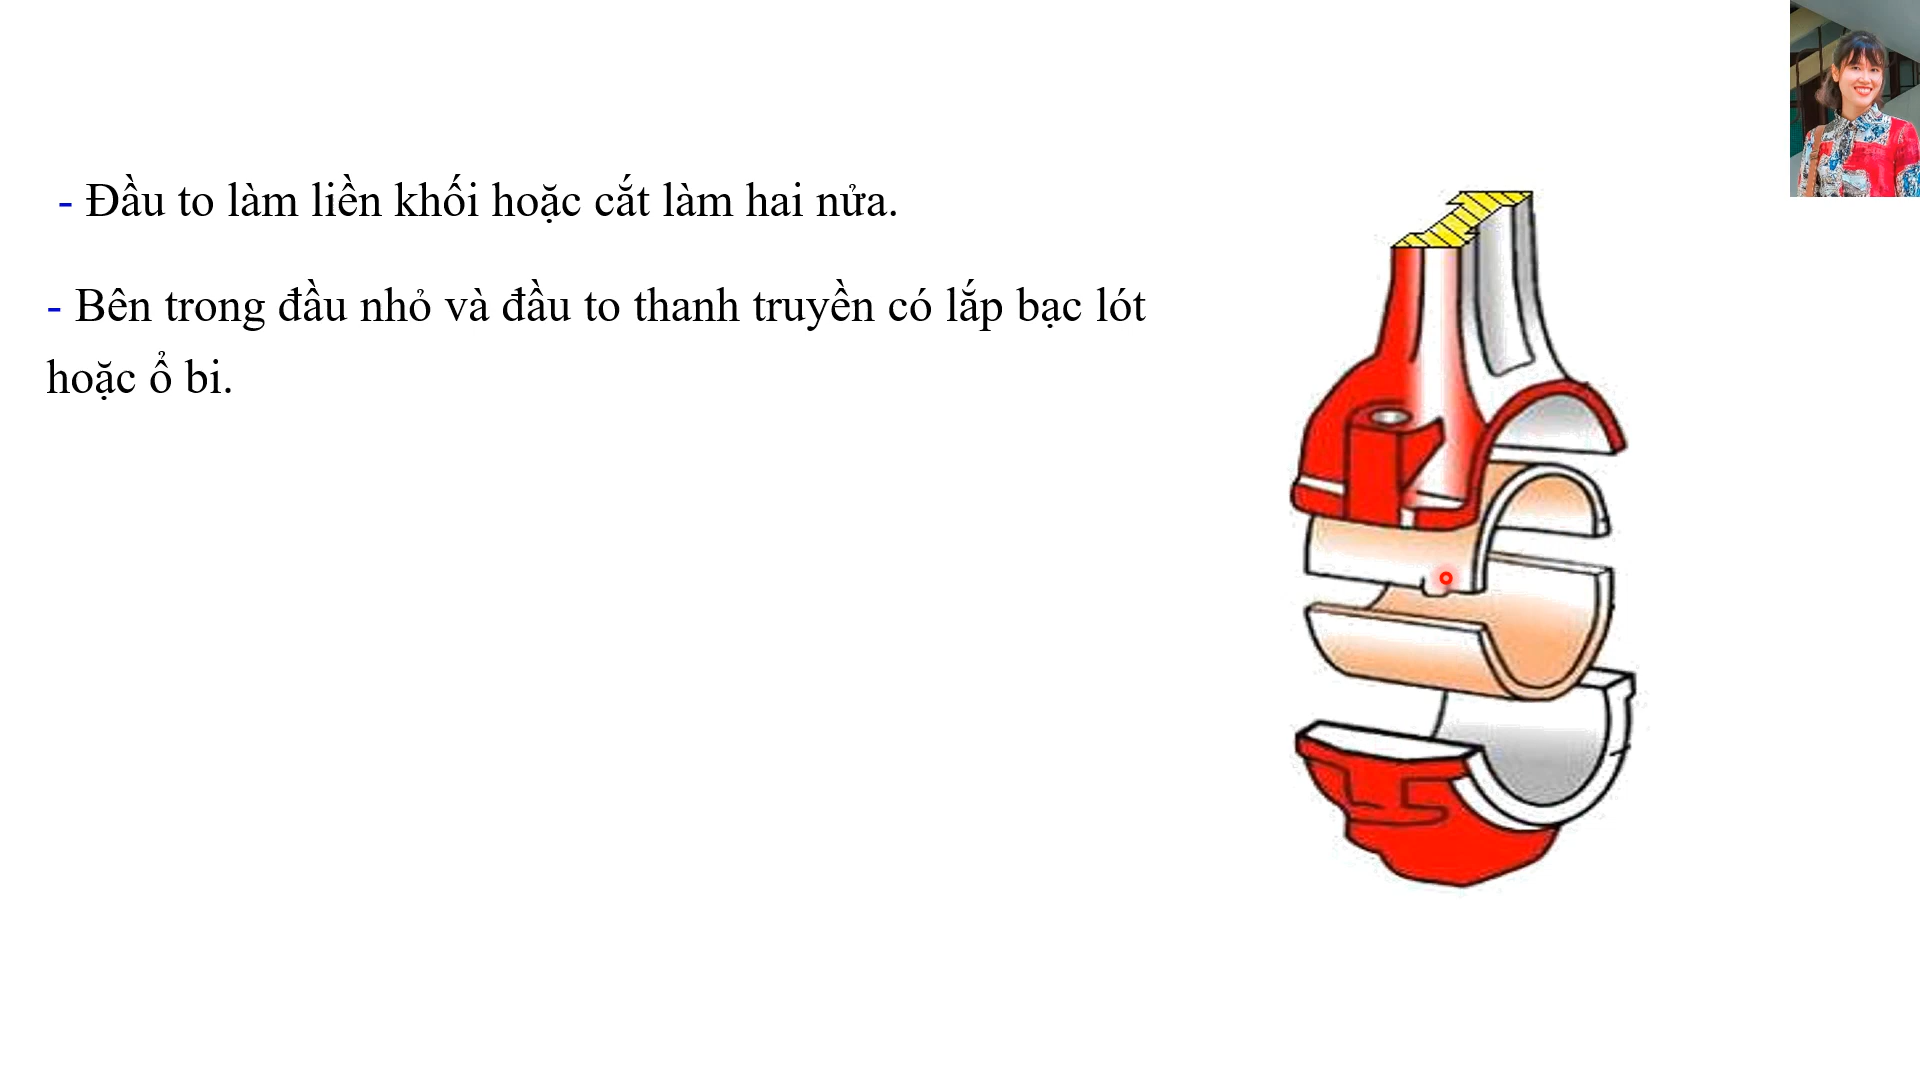 - Đầu to làm liền khối hoặc cắt làm hai nửa.
- Bên trong đầu nhỏ và đầu to thanh truyền có lắp bạc lót
hoặc ổ bi.